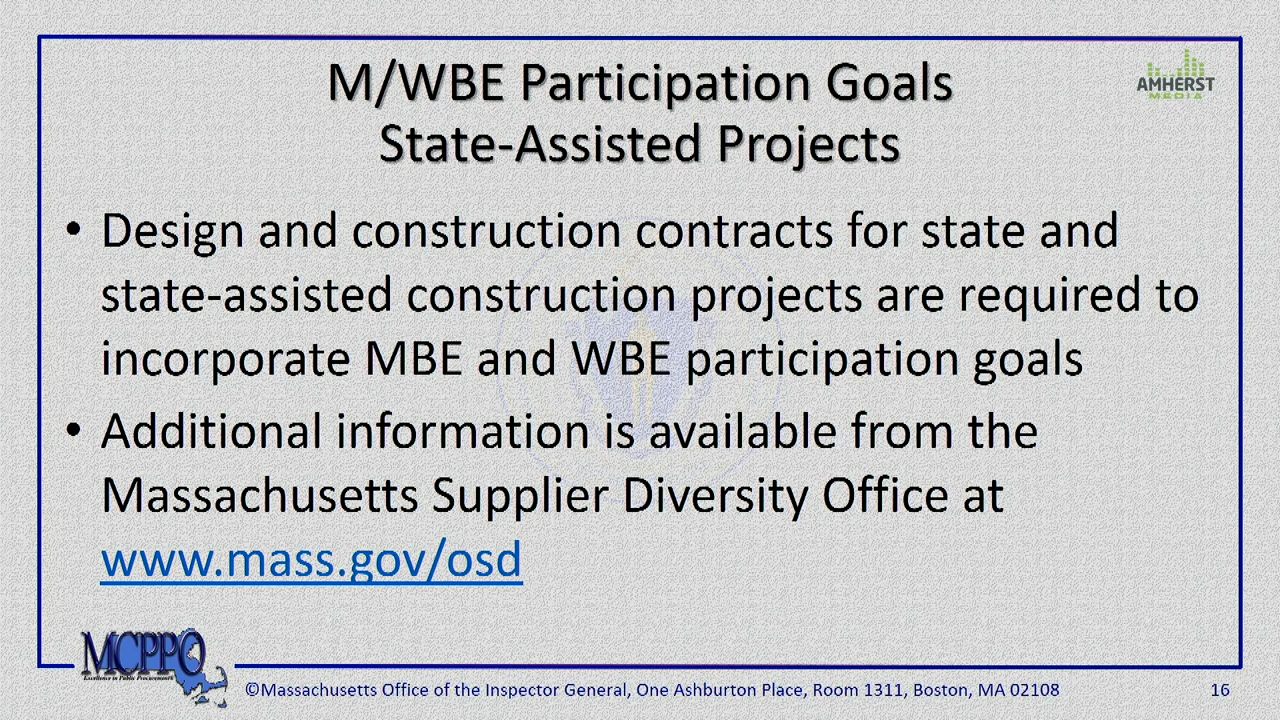 M/WBE Participation Goals
State-Assisted Projects
AMHERST
MEDIA
• Design and construction contracts for state and
state-assisted construction projects are required to
incorporate MBE and WBE participation goals
• Additional information is available from the
Massachusetts Supplier Diversity Office at
www.mass.gov/osd
MCPPO
Excellence in Public Procurement®
©Massachusetts Office of the Inspector General, One Ashburton Place, Room 1311, Boston, MA 02108
16